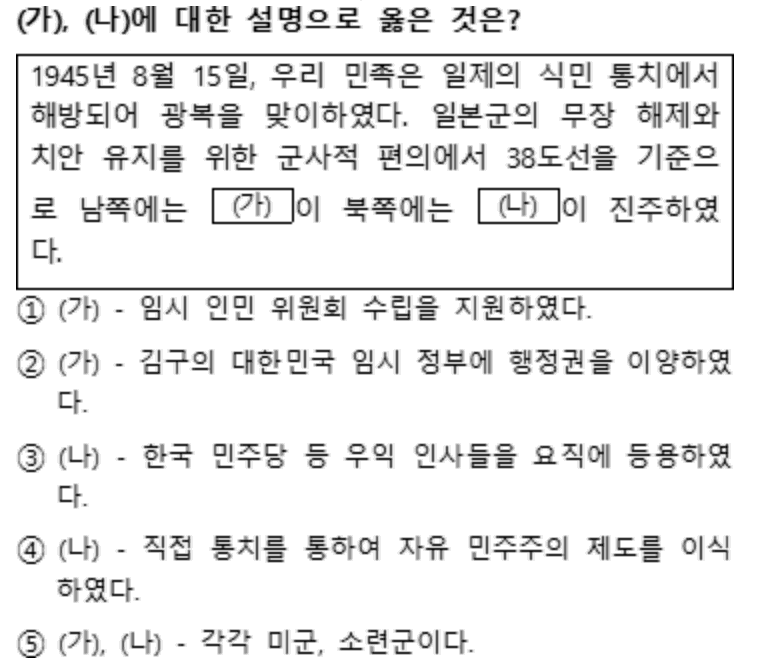 (가), (나)에 대한 설명으로 옳은 것은?
1945년 8월 15일, 우리 민족은 일제의 식민 통치에서
해방되어 광복을 맞이하였다. 일본군의 무장 해제와
치안 유지를 위한 군사적 편의에서 38도선을 기준으
로 남쪽에는 (가) 이 북쪽에는 (나) 이 진주하였
다.
① (가) - 임시 인민 위원회 수립을 지원하였다.
② (가) - 김구의 대한민국 임시 정부에 행정권을 이양하였
다.
③ (나) - 한국 민주당 등 우익 인사들을 요직에 등용하였
다.
④ (나) - 직접 통치를 통하여 자유 민주주의 제도를 이식
하였다.
⑤ (가), (나) - 각각 미군, 소련군이다.